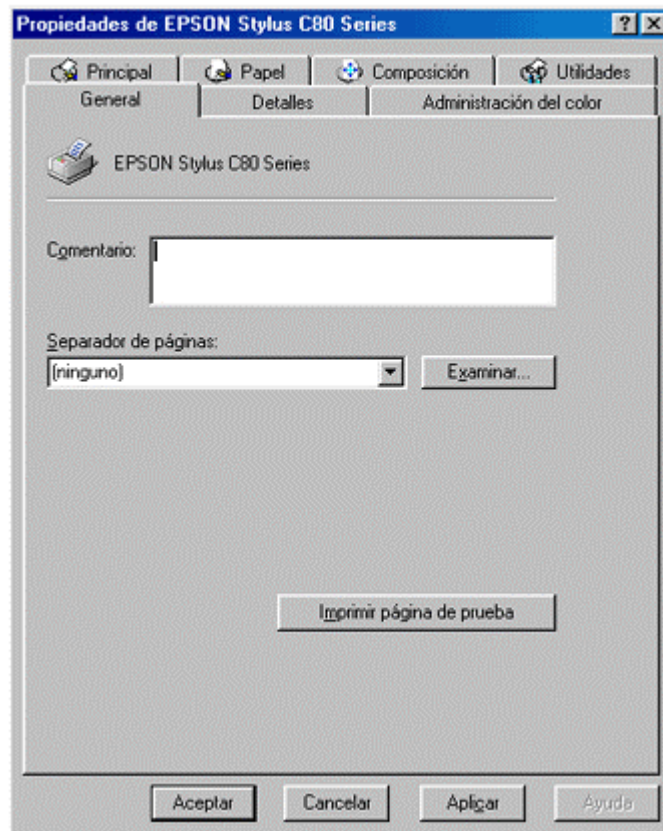 Propiedades de EPSON Stylus C80 Series
Principal Papel Composición Utilidades
General Detalles Administración del color
EPSON Stylus C80 Series
Comentario:
Separador de páginas:
(ninguno) Examinar...
Imprimir página de prueba
Aceptar Cancelar Aplicar Ayuda